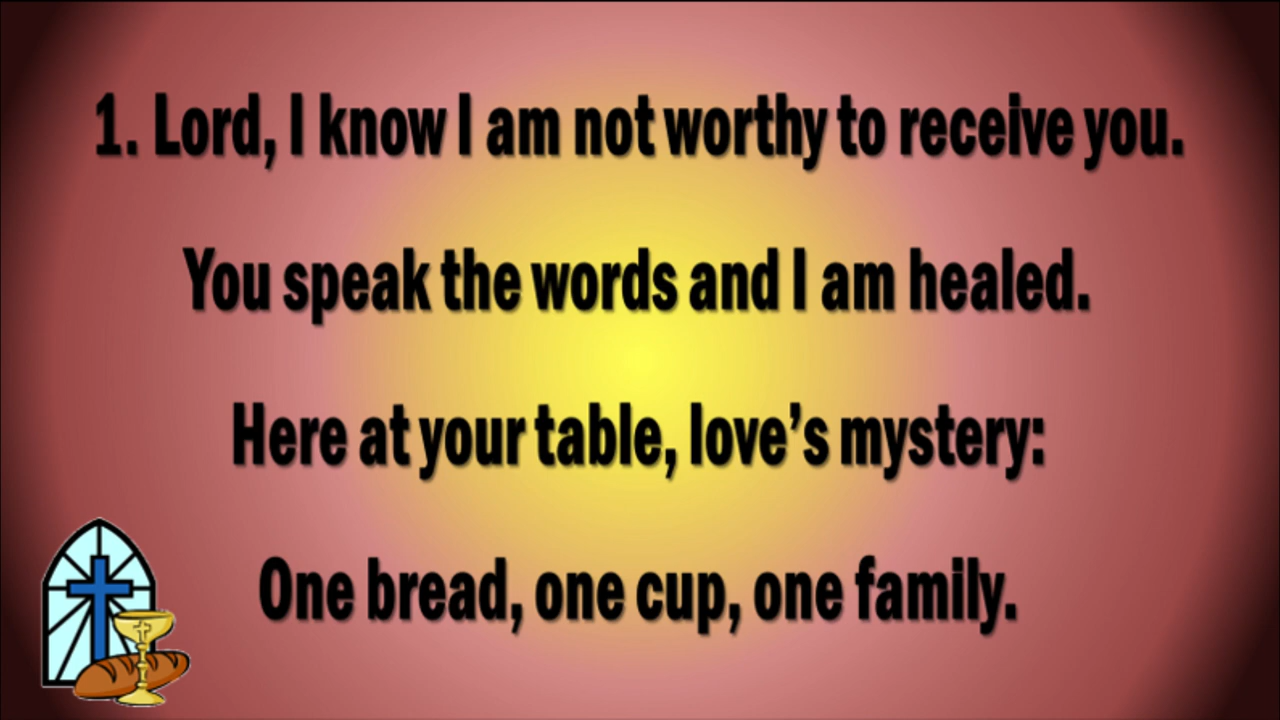 1. Lord, I know I am not worthy to receive you.
You speak the words and I am healed.
Here at your table, love’s mystery:
One bread, one cup, one family.